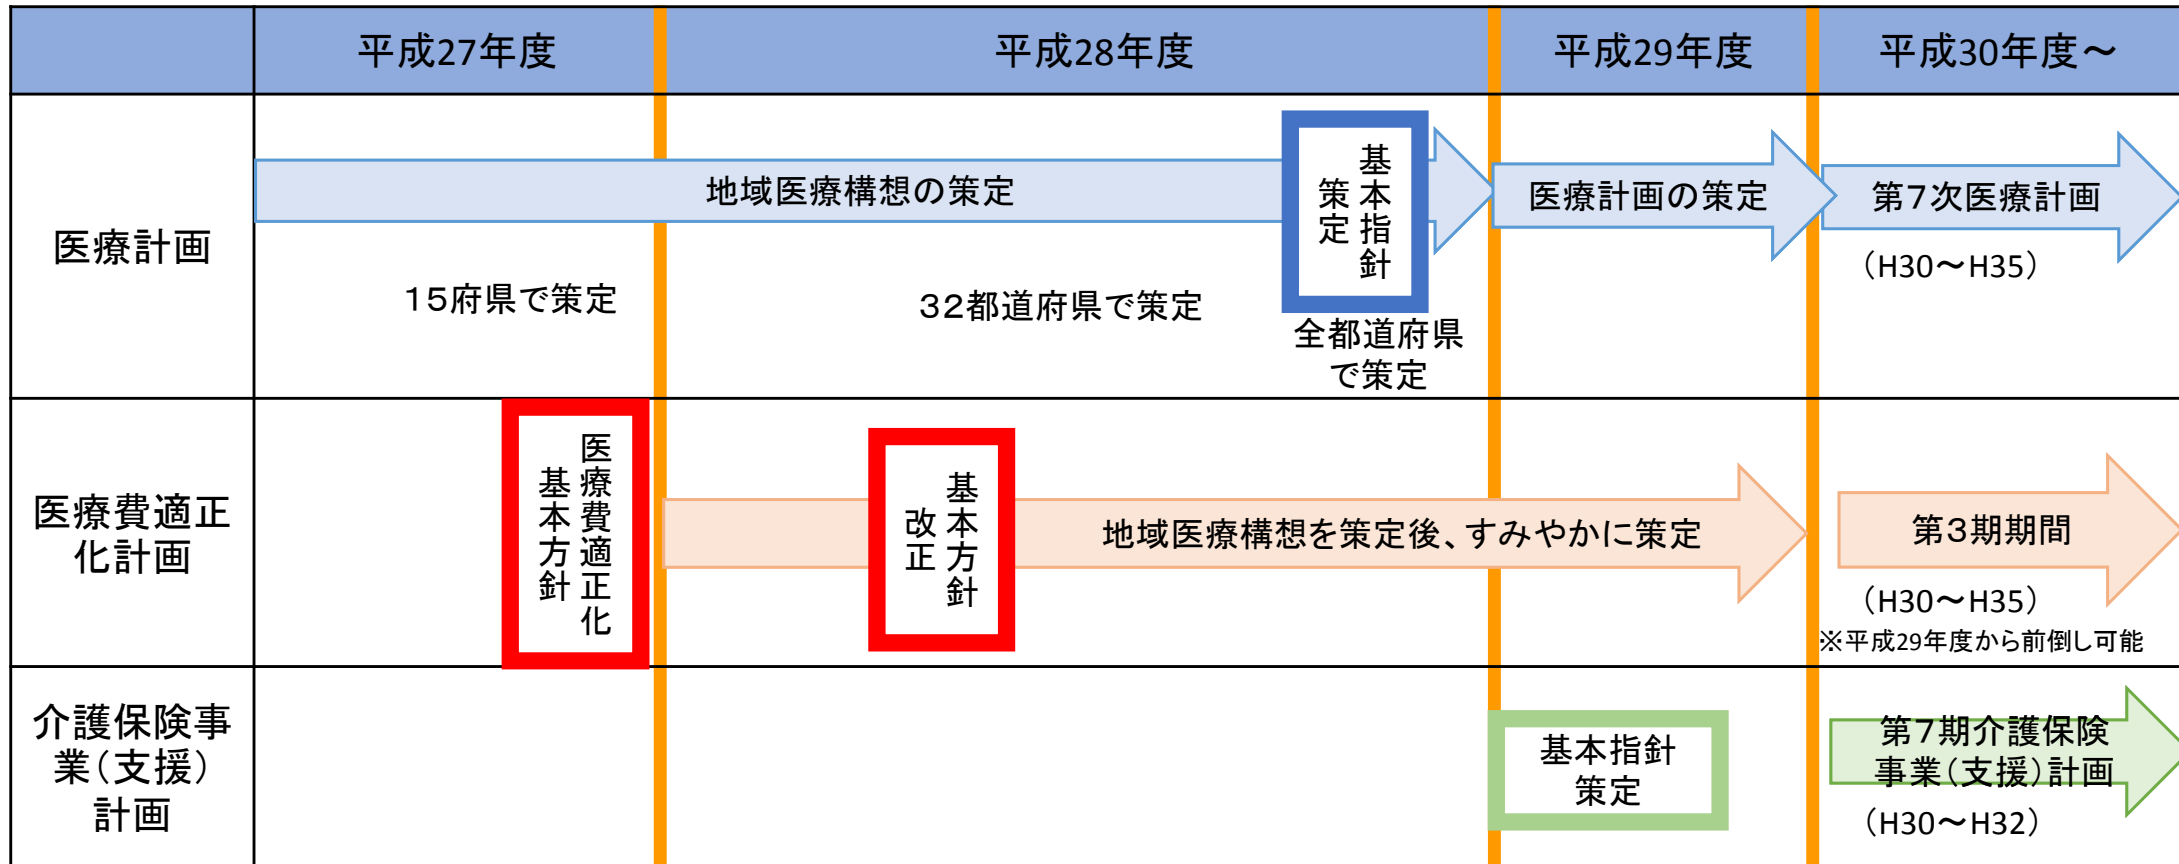 平成27年度
平成28年度
平成29年度
平成30年度～
医療計画
地域医療構想の策定
基本指針
策定
医療計画の策定
第７次医療計画
（H30～H35）
１５府県で策定
３２都道府県で策定
全都道府県
で策定
医療費適正
化計画
医療費適正化
基本方針
基本方針
改正
地域医療構想を策定後、すみやかに策定
第３期期間
（H30～H35）
※平成29年度から前倒し可能
介護保険事
業（支援）
計画
基本指針
策定
第７期介護保険
事業（支援）計画
（H30～H32）